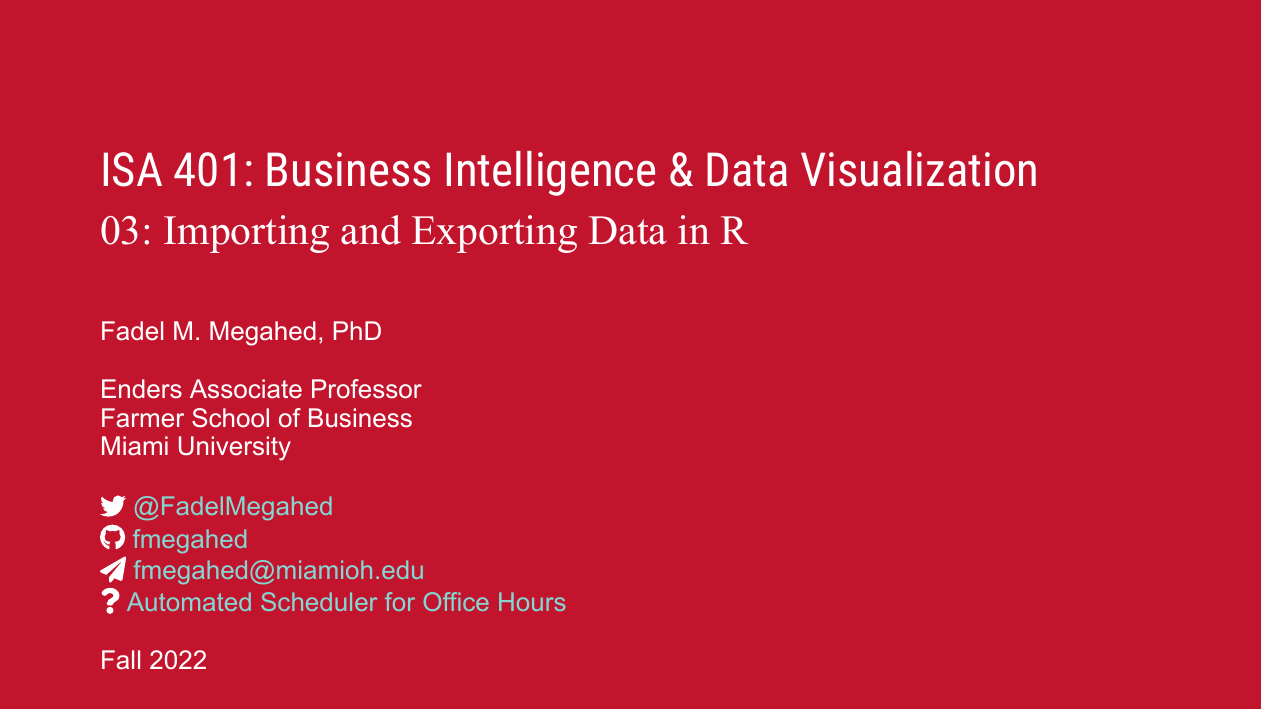 ISA 401: Business Intelligence & Data Visualization
03: Importing and Exporting Data in R
Fadel M. Megahed, PhD
Enders Associate Professor
Farmer School of Business
Miami University
@FadelMegahed
fmegahed
fmegahed@miamioh.edu
Automated Scheduler for Office Hours
Fall 2022